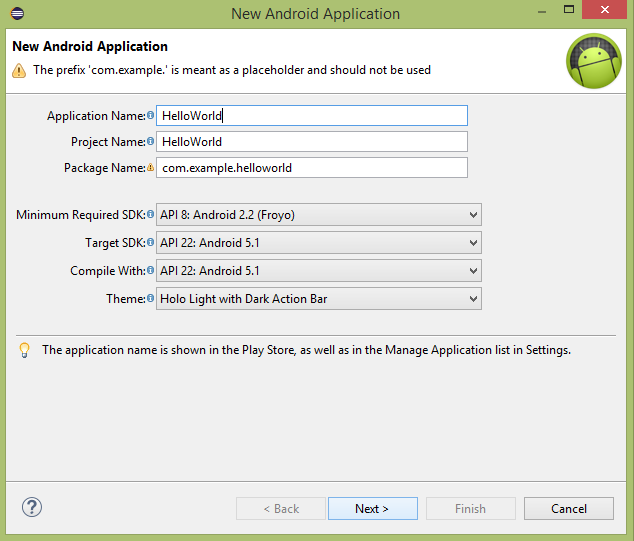 New Android Application
New Android Application
The prefix 'com.example.' is meant as a placeholder and should not be used
Application Name: HelloWorld
Project Name: HelloWorld
Package Name: com.example.helloworld
Minimum Required SDK: API 8: Android 2.2 (Froyo)
Target SDK: API 22: Android 5.1
Compile With: API 22: Android 5.1
Theme: Holo Light with Dark Action Bar
The application name is shown in the Play Store, as well as in the Manage Application list in Settings.
? < Back Next > Finish Cancel